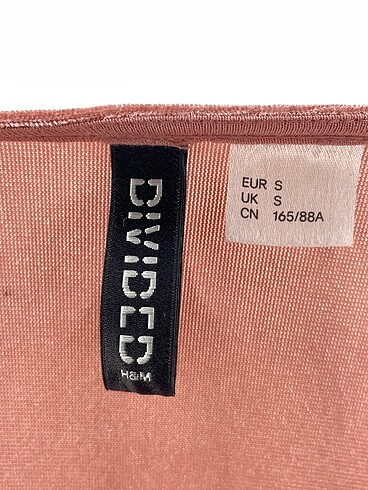 DIVIDED
H&M
EUR S
UK S
CN 165/88A